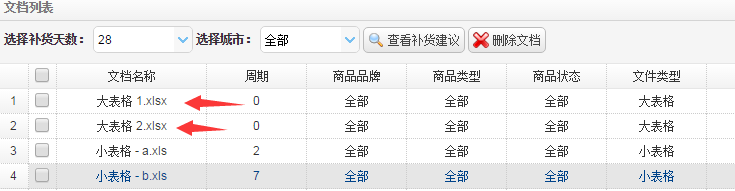 文档列表
选择补货天数： 28 选择城市： 全部 查看补货建议 删除文档
文档名称 周期 商品品牌 商品类型 商品状态 文件类型
1 大表格 1.xlsx 0 全部 全部 全部 大表格
2 大表格 2.xlsx 0 全部 全部 全部 大表格
3 小表格 - a.xls 2 全部 全部 全部 小表格
4 小表格 - b.xls 7 全部 全部 全部 小表格